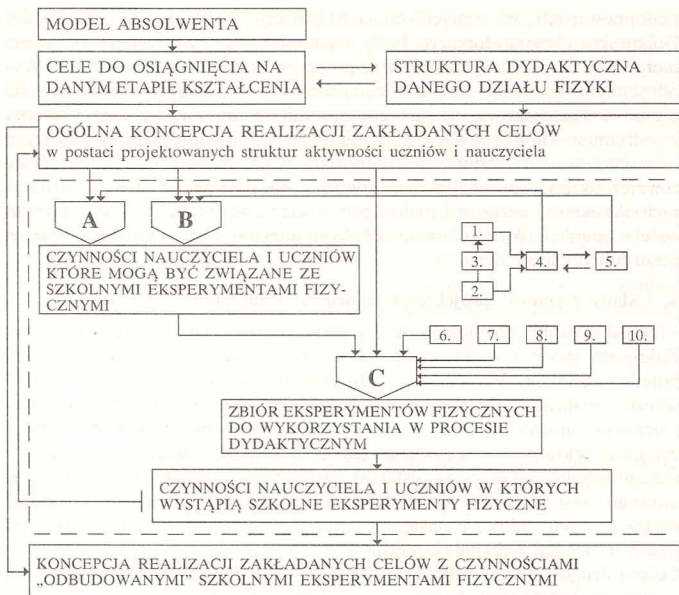 MODEL ABSOLWENTA
CELE DO OSIĄGNIĘCIA NA
DANYM ETAPIE KSZTAŁCENIA
STRUKTURA DYDAKTYCZNA
DANEGO DZIAŁU FIZYKI
OGÓLNA KONCEPCJA REALIZACJI ZAKŁADANYCH CELÓW
w postaci projektowanych struktur aktywności uczniów i nauczyciela
A
B
CZYNNOŚCI NAUCZYCIELA I UCZNIÓW
KTÓRE MOGĄ BYĆ ZWIĄZANE ZE
SZKOLNYMI EKSPERYMENTAMI FIZY-
CZNYMI
1.
3.
4.
5.
2.
6.
7.
8.
9.
10.
C
ZBIÓR EKSPERYMENTÓW FIZYCZNYCH
DO WYKORZYSTANIA W PROCESIE
DYDAKTYCZNYM
CZYNNOŚCI NAUCZYCIELA I UCZNIÓW W KTÓRYCH
WYSTĄPIĄ SZKOLNE EKSPERYMENTY FIZYCZNE
KONCEPCJA REALIZACJI ZAKŁADANYCH CELÓW Z CZYNNOŚCIAMI
„ODBUDOWANYMI” SZKOLNYMI EKSPERYMENTAMI FIZYCZNYMI